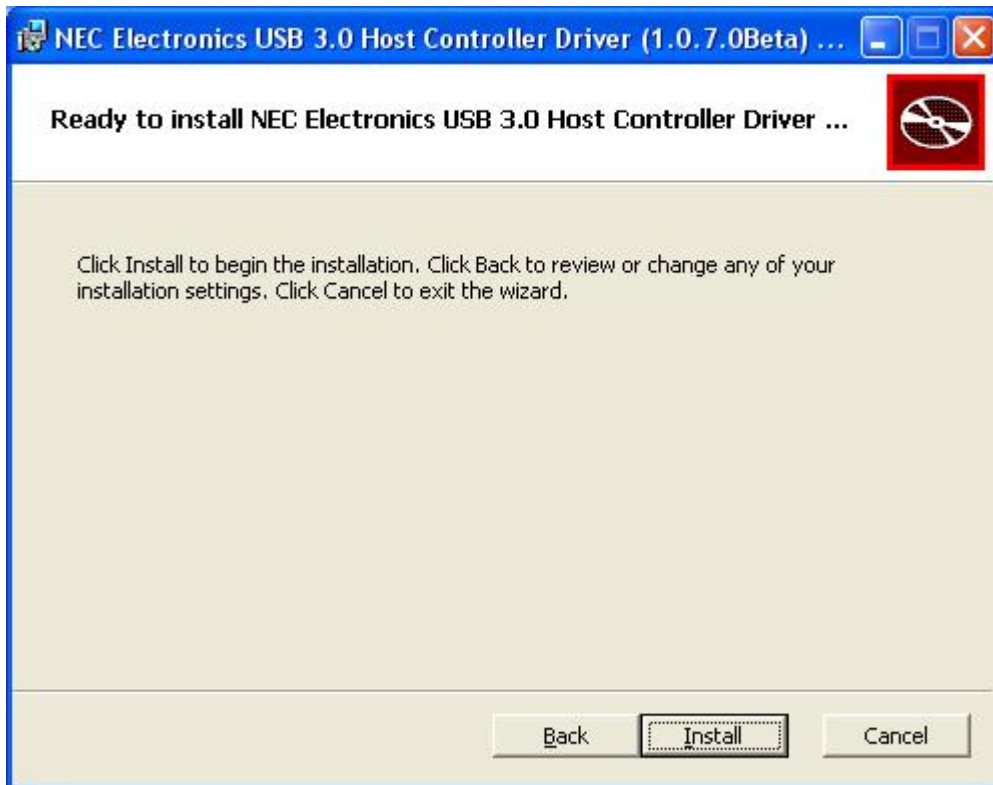 NEC Electronics USB 3.0 Host Controller Driver (1.0.7.0Beta) ...
Ready to install NEC Electronics USB 3.0 Host Controller Driver ...
Click Install to begin the installation. Click Back to review or change any of your
installation settings. Click Cancel to exit the wizard.
Back Install Cancel